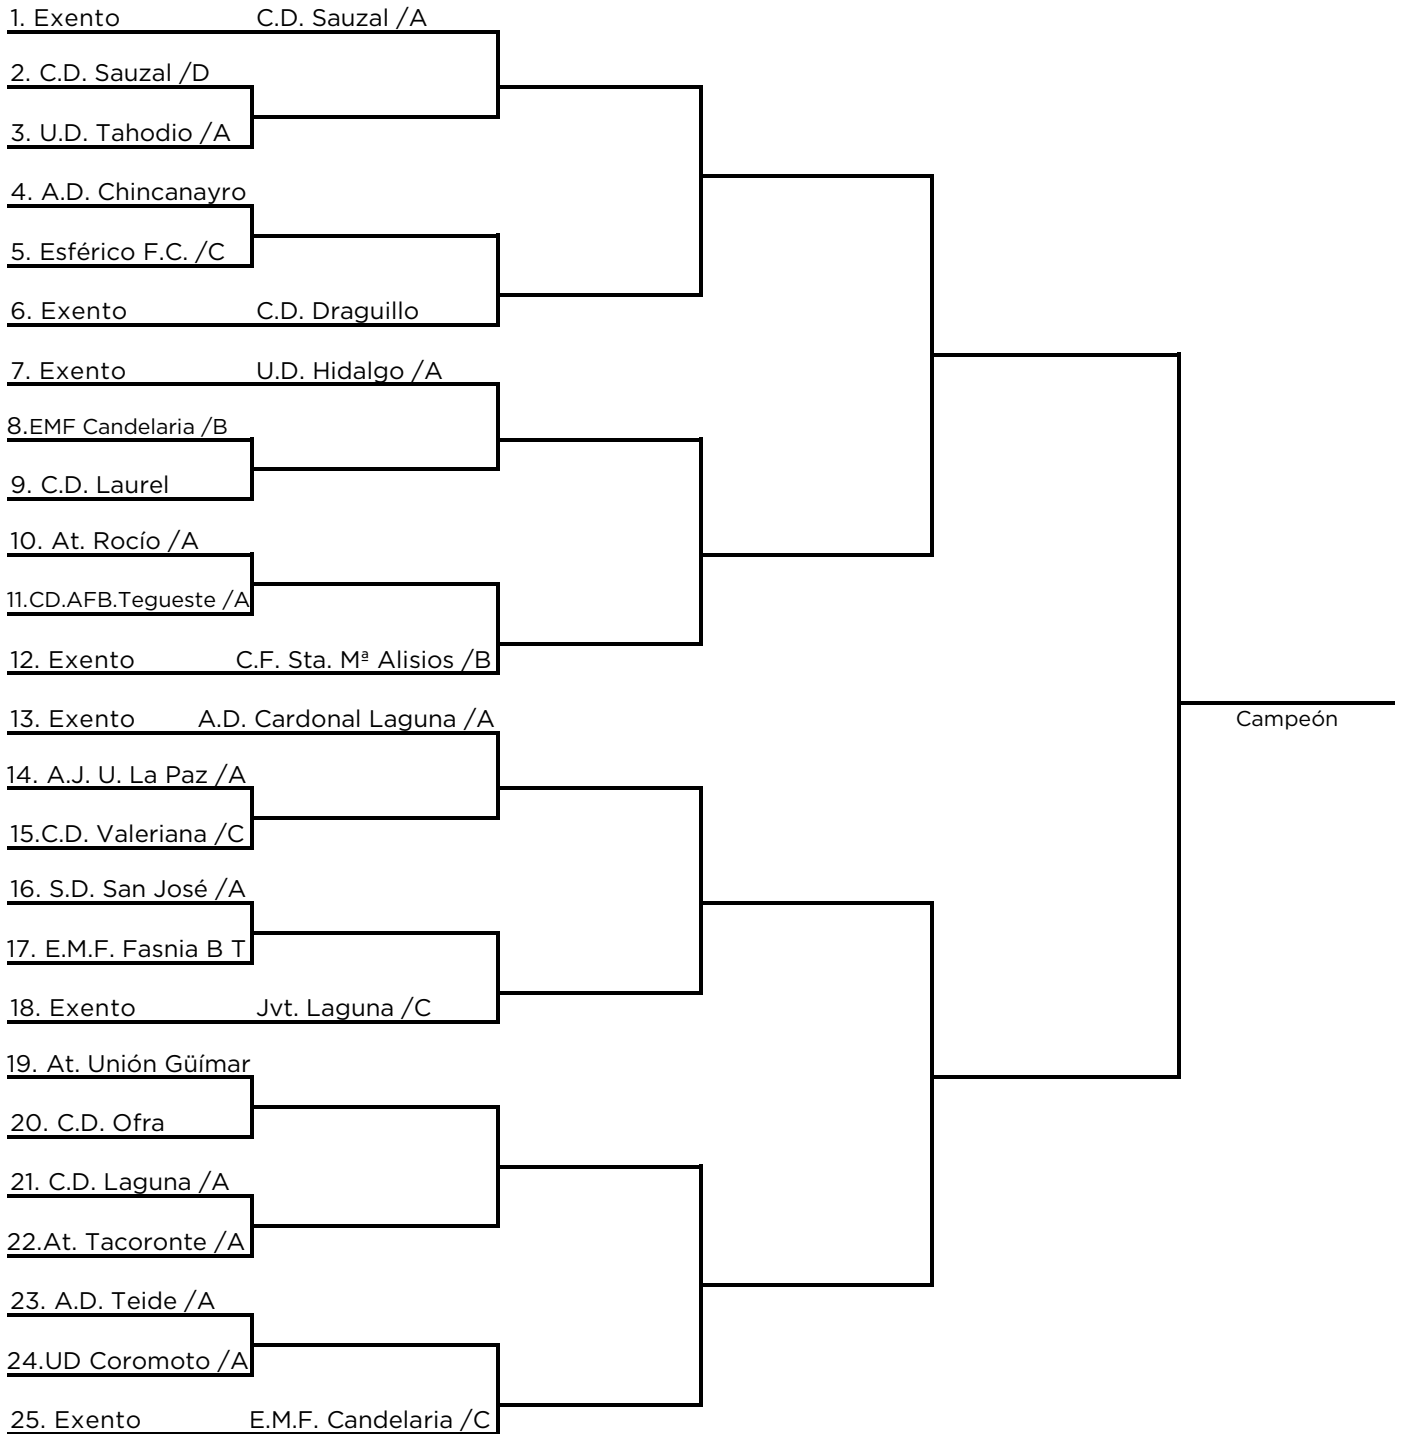 1. Exento C.D. Sauzal /A
2. C.D. Sauzal /D
3. U.D. Tahodio /A
4. A.D. Chincanayro
5. Esférico F.C. /C
6. Exento C.D. Draguillo
7. Exento U.D. Hidalgo /A
8.EMF Candelaria /B
9. C.D. Laurel
10. At. Rocío /A
11.CD.AFB.Tegueste /A
12. Exento C.F. Sta. Mª Alisios /B
13. Exento A.D. Cardonal Laguna /A
Campeón
14. A.J. U. La Paz /A
15.C.D. Valeriana /C
16. S.D. San José /A
17. E.M.F. Fasnia B T
18. Exento Jvt. Laguna /C
19. At. Unión Güímar
20. C.D. Ofra
21. C.D. Laguna /A
22.At. Tacoronte /A
23. A.D. Teide /A
24.UD Coromoto /A
25. Exento E.M.F. Candelaria /C